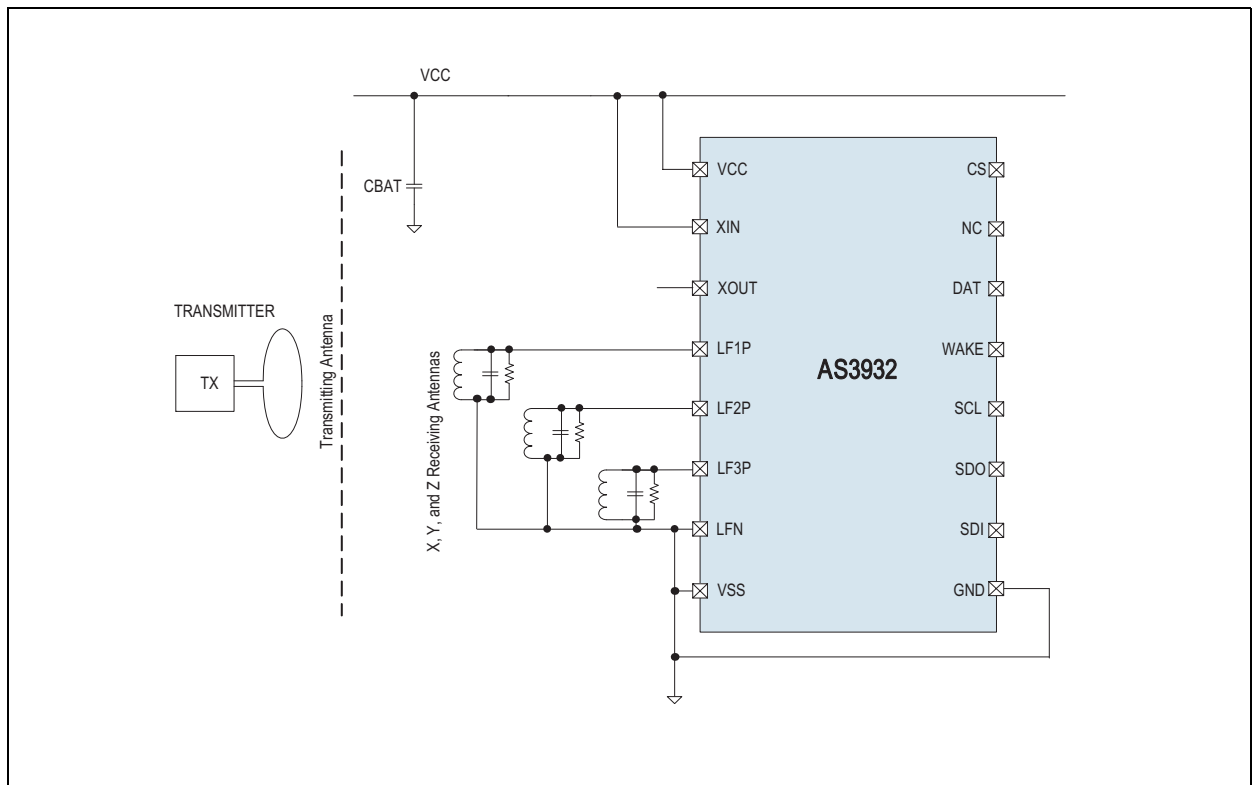 VCC
CBAT
TRANSMITTER
TX
Transmitting Antenna
X, Y, and Z Receiving Antennas
VCC
XIN
XOUT
LF1P
LF2P
LF3P
LFN
VSS
AS3932
CS
NC
DAT
WAKE
SCL
SDO
SDI
GND